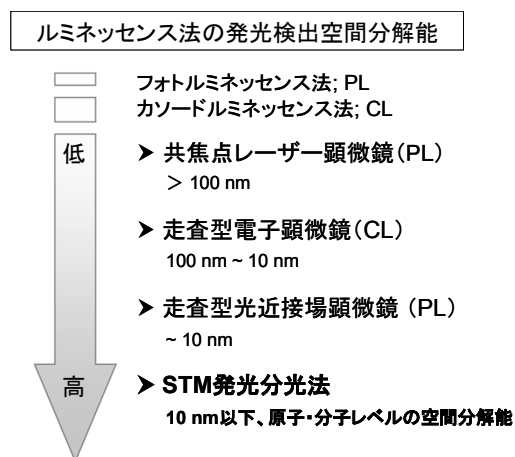 ルミネッセンス法の発光検出空間分解能
フォトルミネッセンス法; PL
カソードルミネッセンス法; CL
低
➤ 共焦点レーザー顕微鏡（PL）
＞ 100 nm
➤ 走査型電子顕微鏡（CL）
100 nm ~ 10 nm
➤ 走査型光近接場顕微鏡 （PL）
~ 10 nm
高
➤ STM発光分光法
10 nm以下、原子・分子レベルの空間分解能